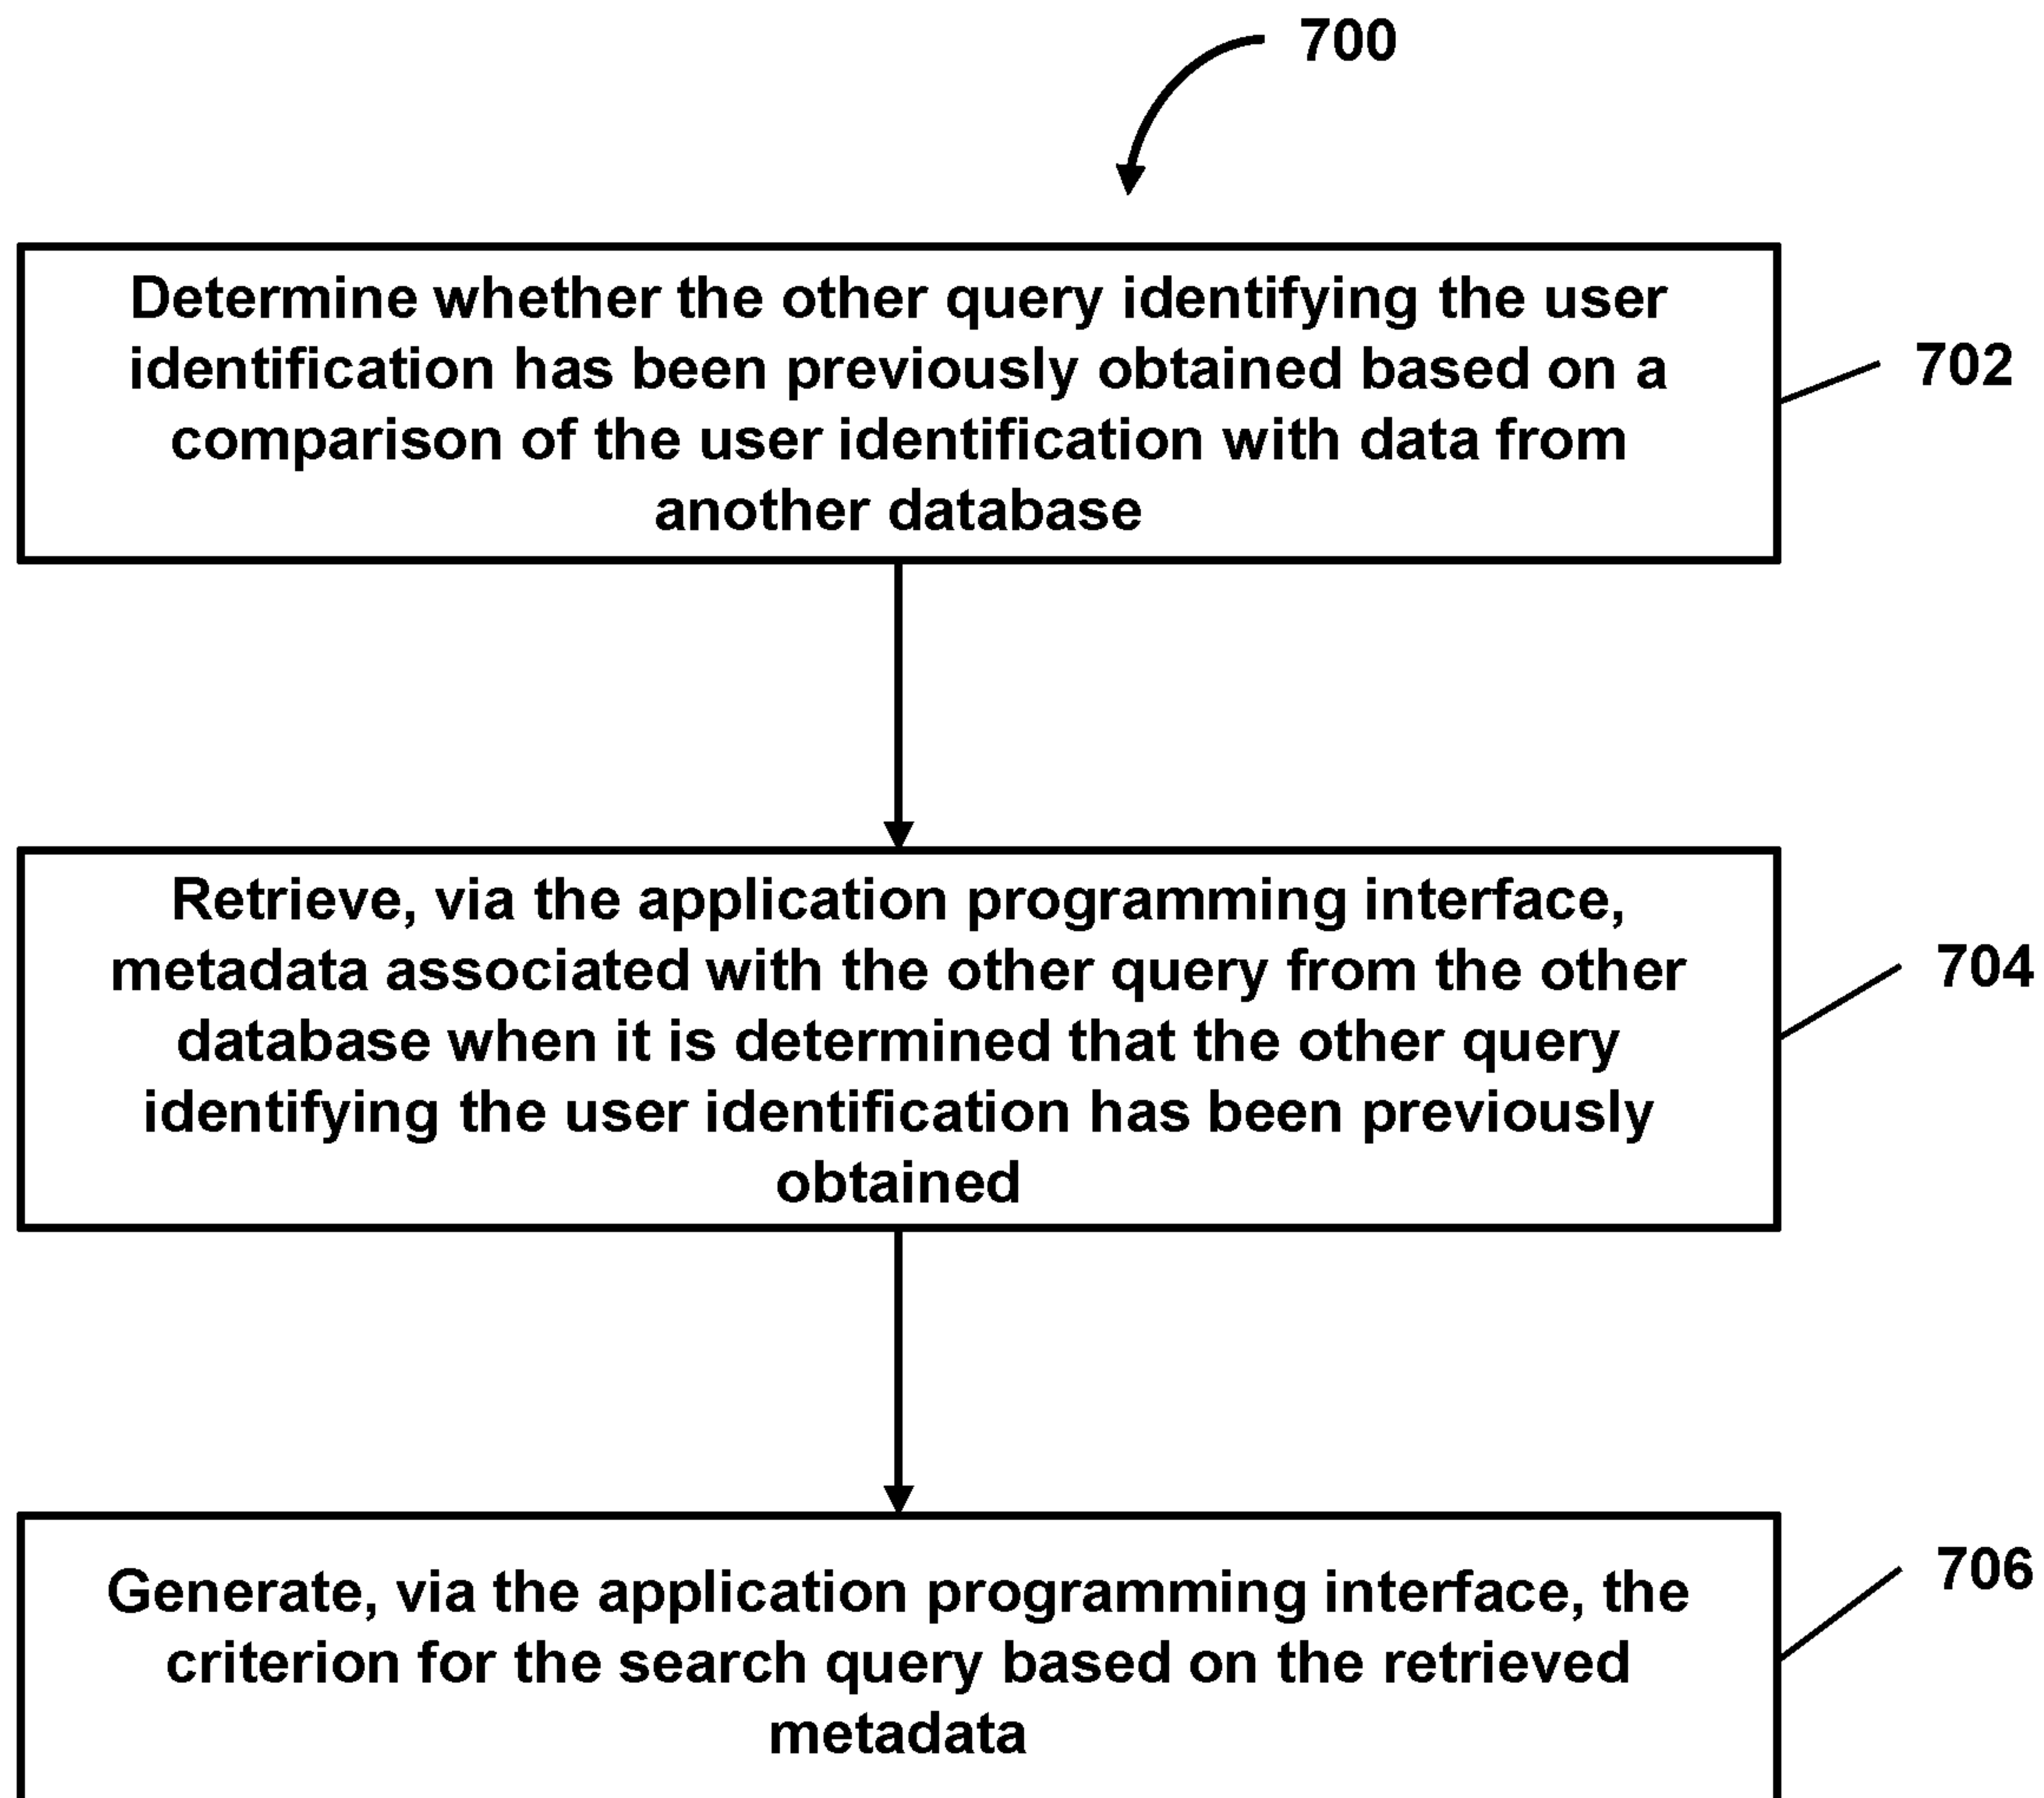 700
Determine whether the other query identifying the user
identification has been previously obtained based on a
comparison of the user identification with data from
another database
702
Retrieve, via the application programming interface,
metadata associated with the other query from the other
database when it is determined that the other query
identifying the user identification has been previously
obtained
704
Generate, via the application programming interface, the
criterion for the search query based on the retrieved
metadata
706